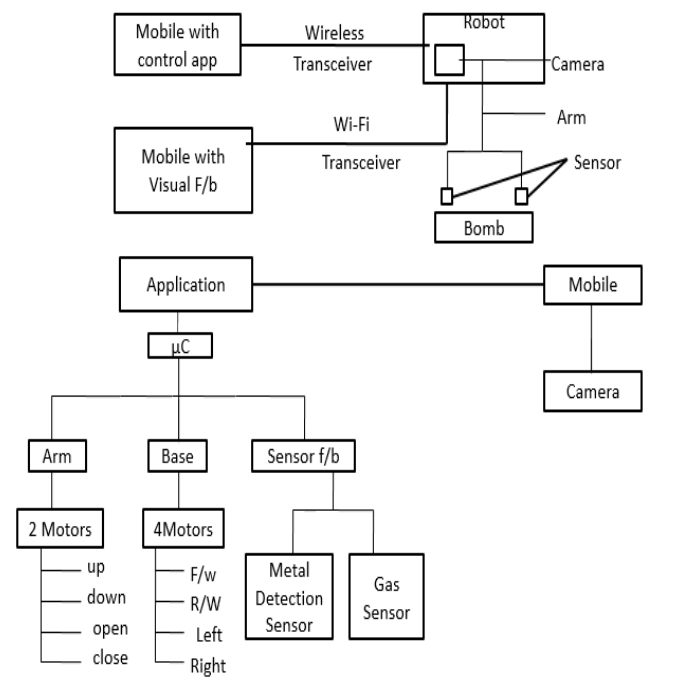 Mobile with
control app
Wireless
Transceiver
Robot
Camera
Arm
Wi-Fi
Transceiver
Mobile with
Visual F/b
Sensor
Bomb
Application
Mobile
µC
Camera
Arm
Base
Sensor f/b
2 Motors
4Motors
up
down
open
close
F/w
R/W
Left
Right
Metal
Detection
Sensor
Gas
Sensor